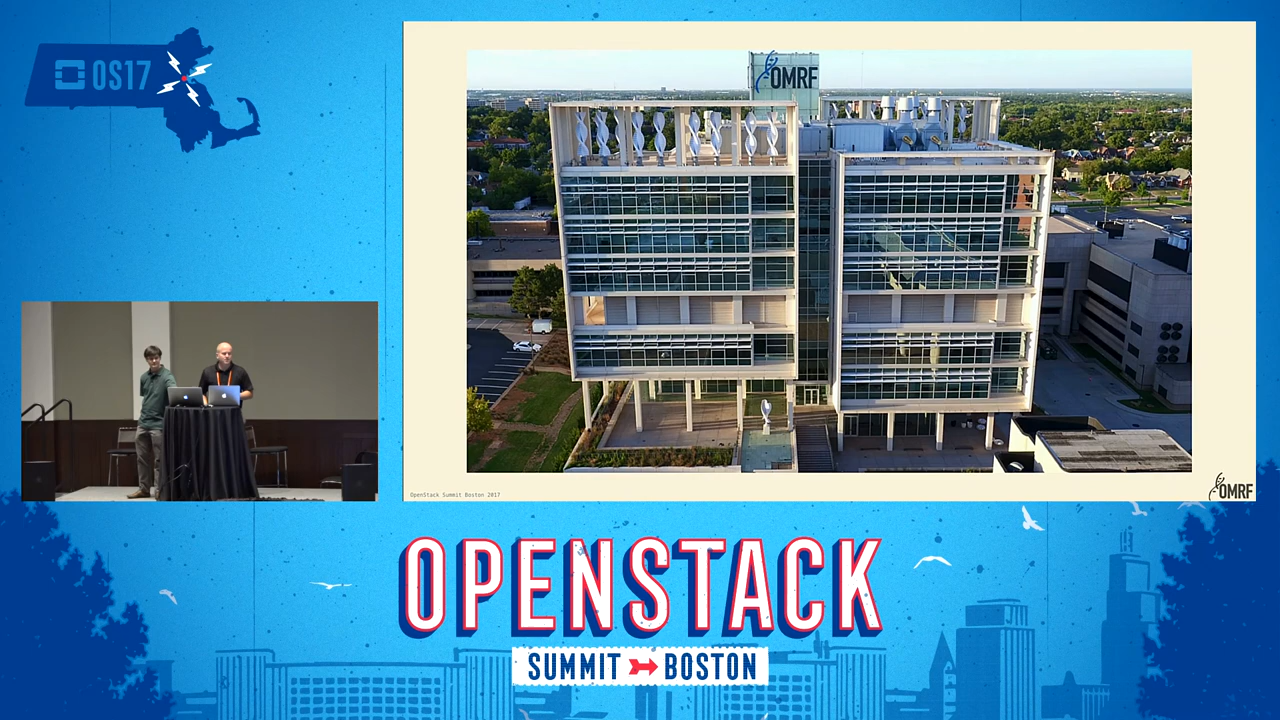 OS17
OMRF
OpenStack Summit Boston 2017
OMRF
OPENSTACK
SUMMIT BOSTON